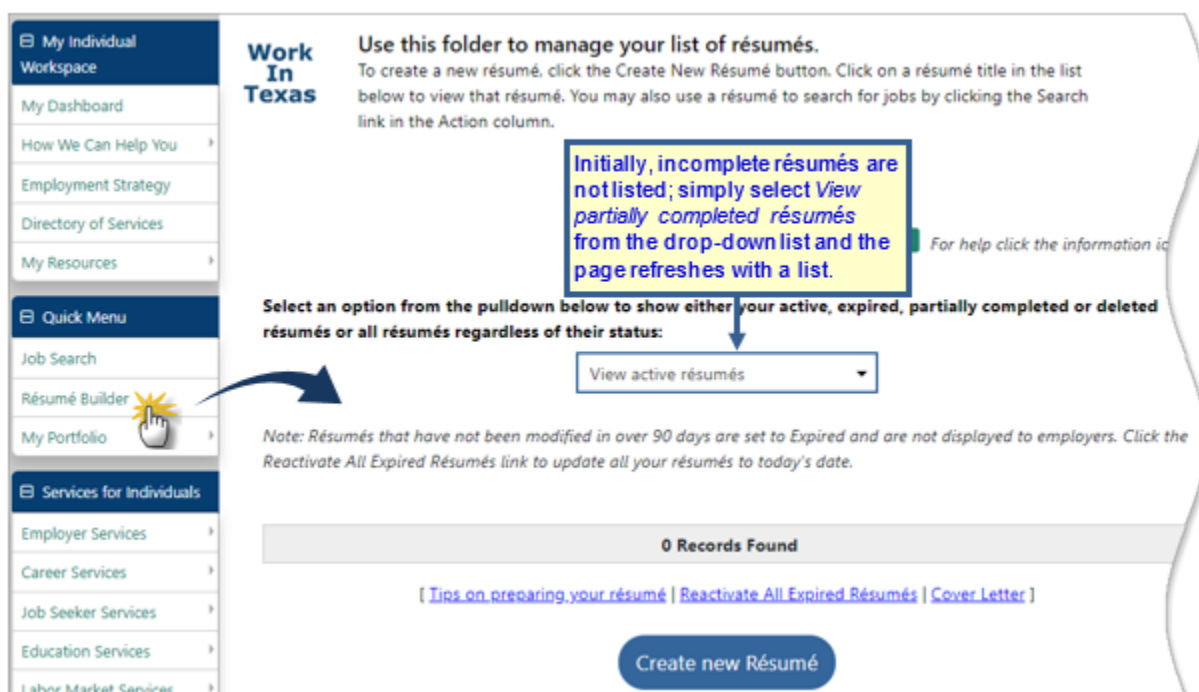 My Individual
Workspace
My Dashboard
How We Can Help You
Employment Strategy
Directory of Services
My Resources
Quick Menu
Job Search
Résumé Builder
My Portfolio
Services for Individuals
Employer Services
Career Services
Job Seeker Services
Education Services
Labor Market Services
Work
In
Texas
Use this folder to manage your list of résumés.
To create a new résumé, click the Create New Résumé button. Click on a résumé title in the list
below to view that résumé. You may also use a résumé to search for jobs by clicking the Search
link in the Action column.
Initially, incomplete résumés are
not listed; simply select View
partially completed résumés
from the drop-down list and the
page refreshes with a list.
For help click the information
Select an option from the pulldown below to show either your active, expired, partially completed or deleted
résumés or all résumés regardless of their status:
View active résumés
Note: Résumés that have not been modified in over 90 days are set to Expired and are not displayed to employers. Click the
Reactivate All Expired Résumés link to update all your résumés to today's date.
0 Records Found
[ Tips on preparing your résumé | Reactivate All Expired Résumés | Cover Letter ]
Create new Résumé